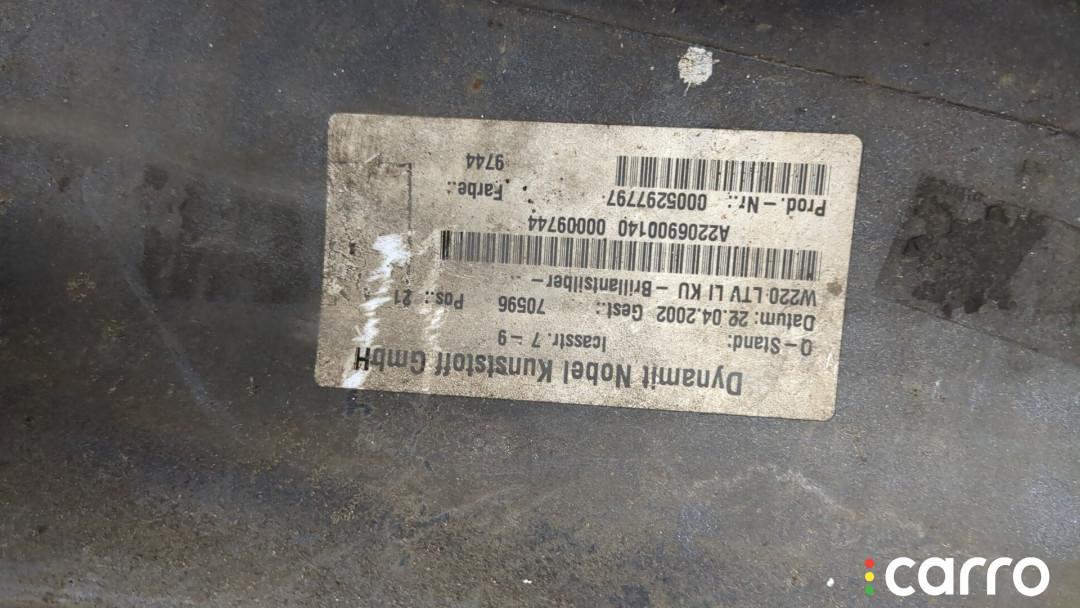 Dynamit Nobel Kunststoff GmbH
Icasstr. 7 - 9
Q-Stand:
Datum: 22.04.2002 Gest.: 70596 Pos.: 21
W220 LTV LI KU - Brillantsilber -
A2206900140 00009744
Prod.-Nr.: 0005297797 Farbe.:
9744
carro